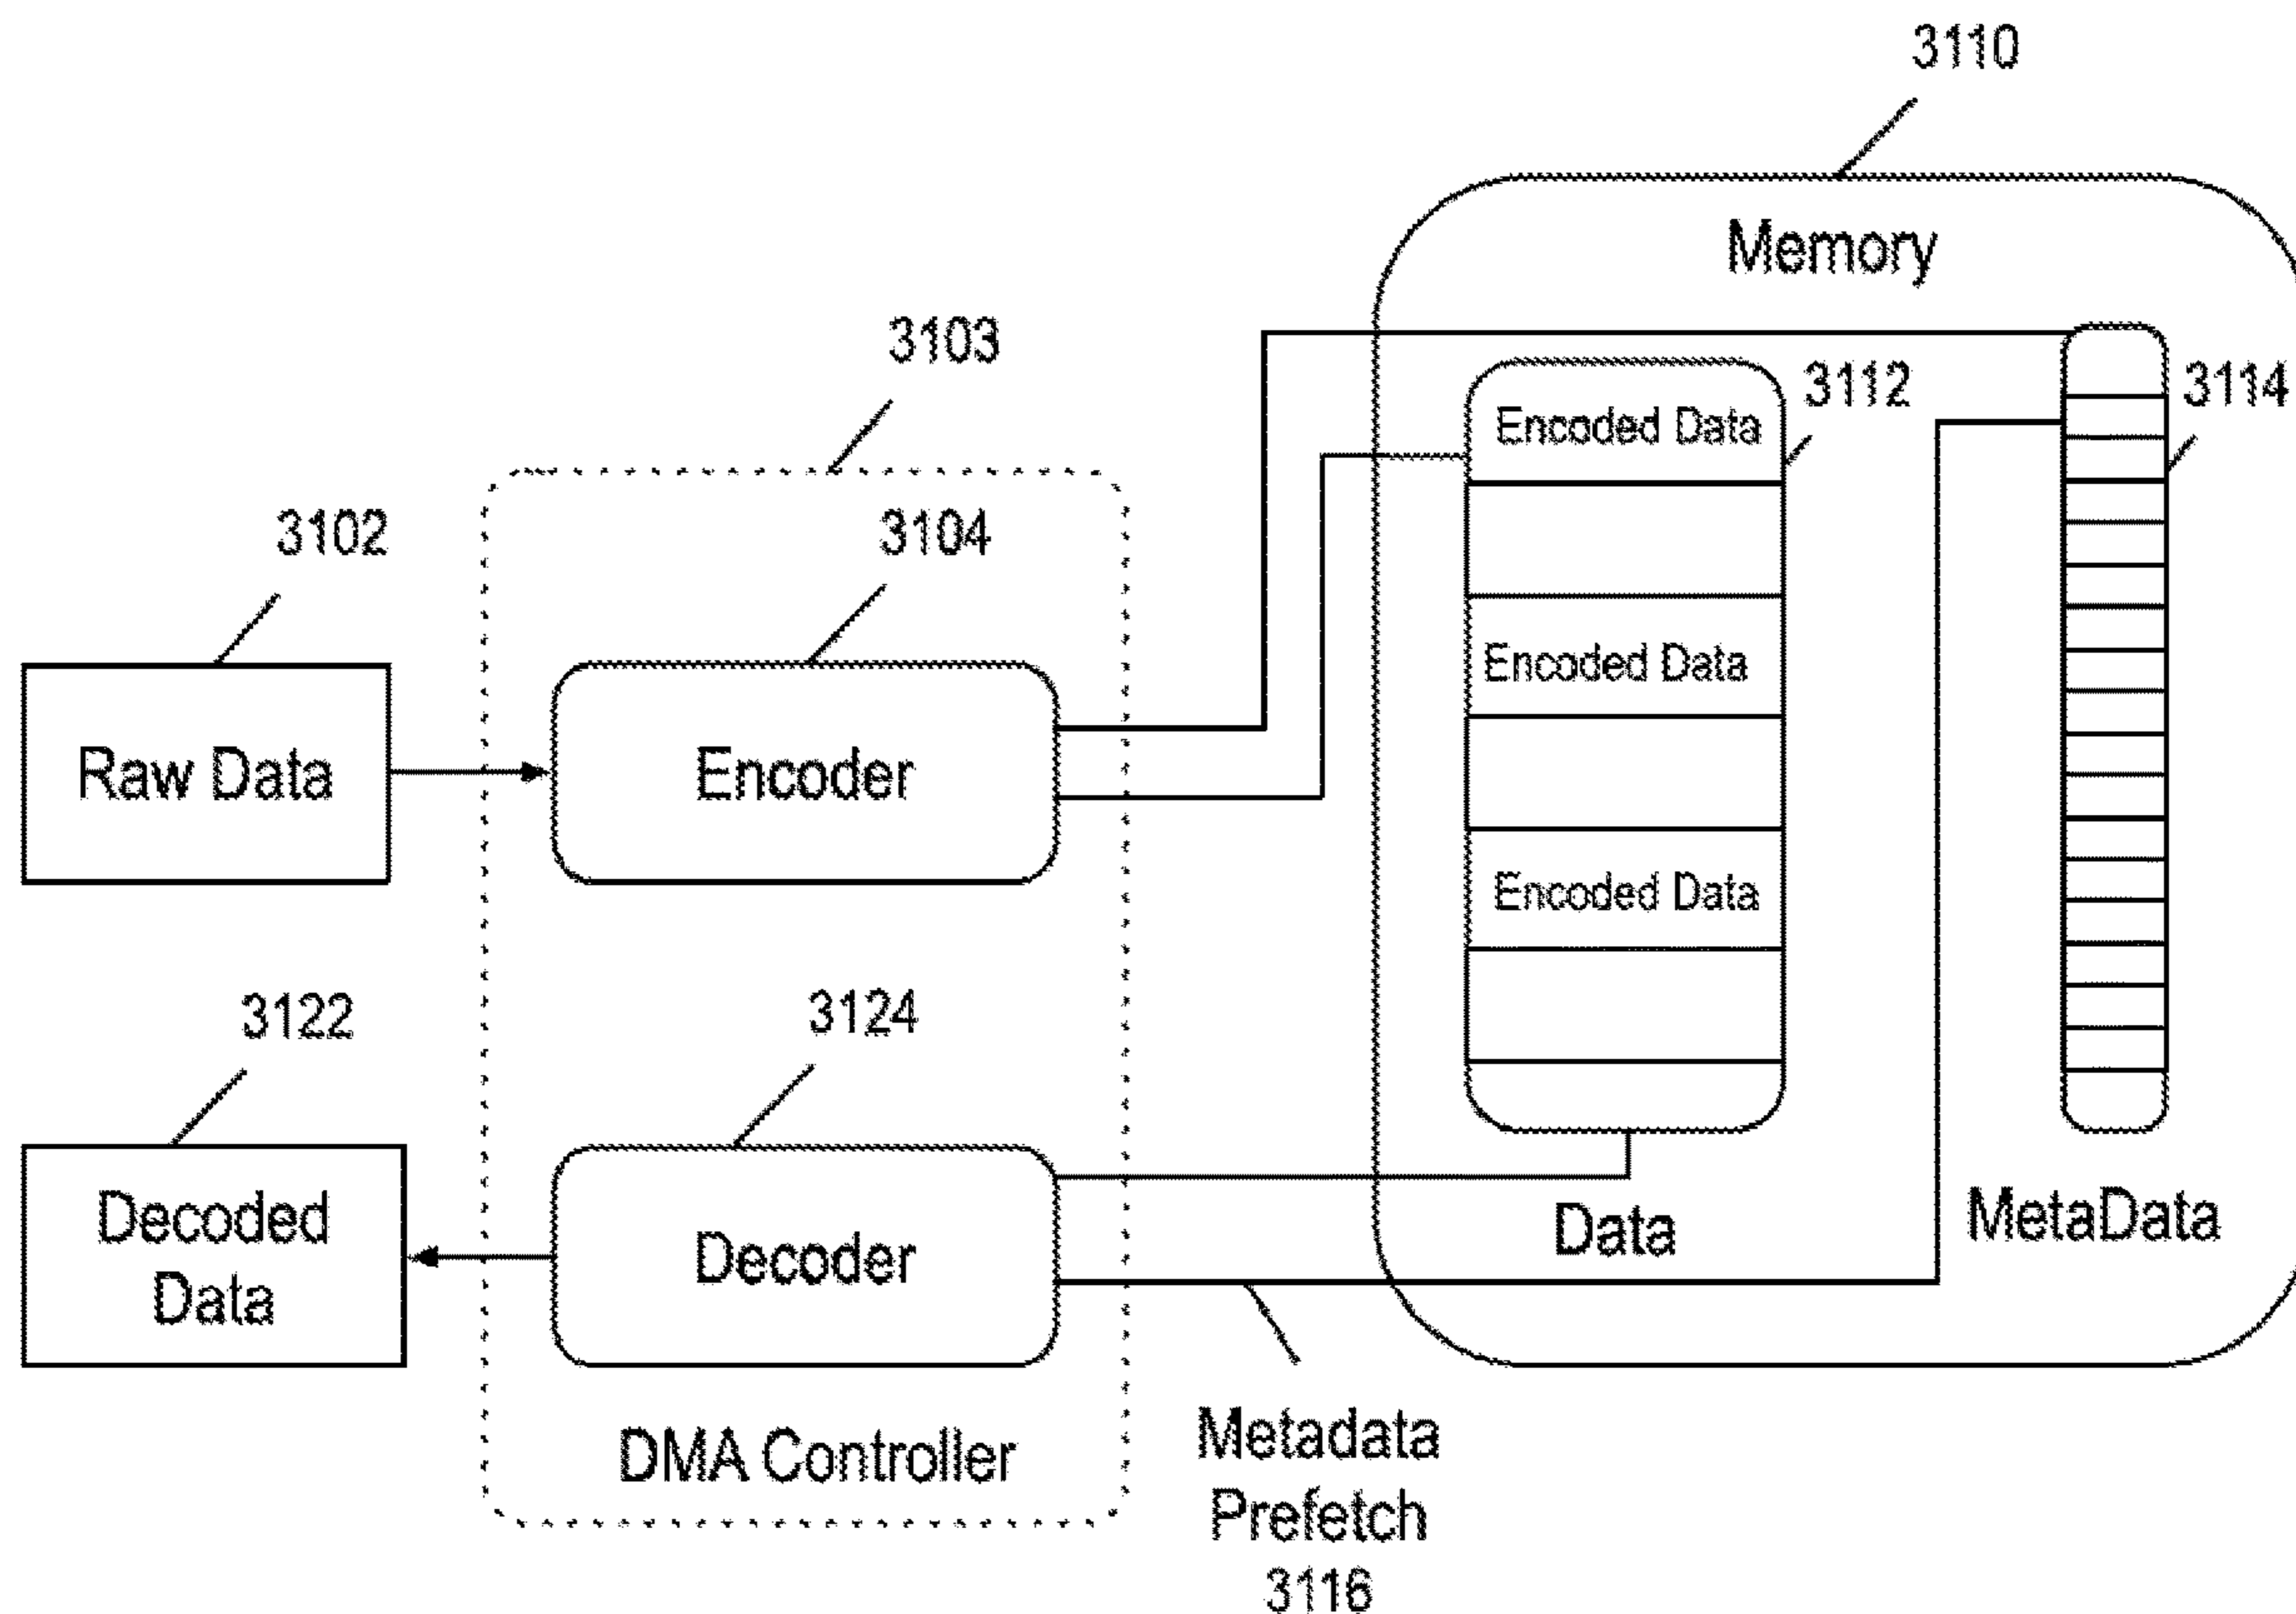 3110
Memory
3103
3112
3114
Encoded Data
3102
3104
Encoded Data
Raw Data
Encoder
Encoded Data
3122
3124
Decoded
Data
Decoder
Data
MetaData
DMA Controller
Metadata
Prefetch
3116